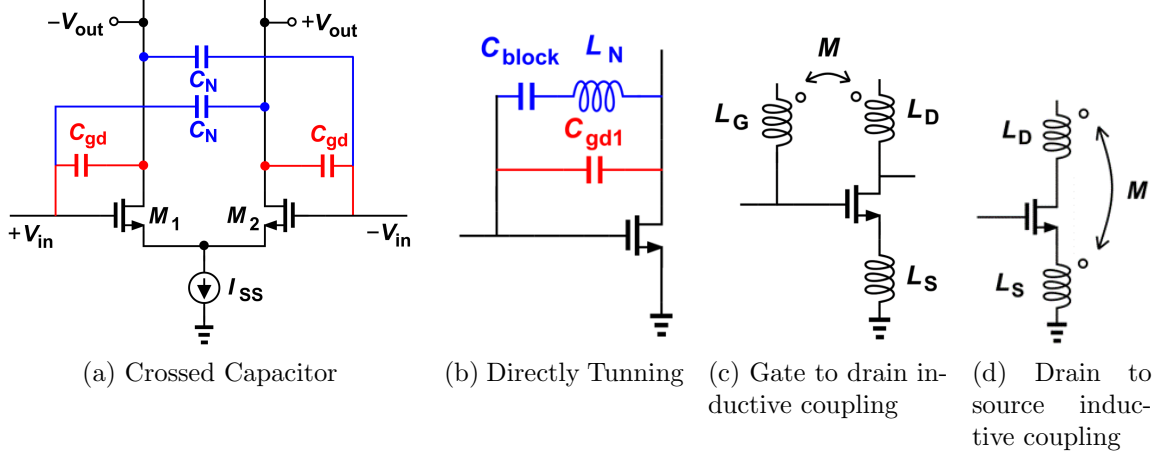 −Vout +Vout
CN
CN
Cgd Cgd
M1 M2
+Vin −Vin
ISS
(a) Crossed Capacitor
Cblock LN
Cgd1
(b) Directly Tunning
M
LG LD
LS
(c) Gate to drain in-
ductive coupling
LD
M
LS
(d) Drain to
source induc-
tive coupling